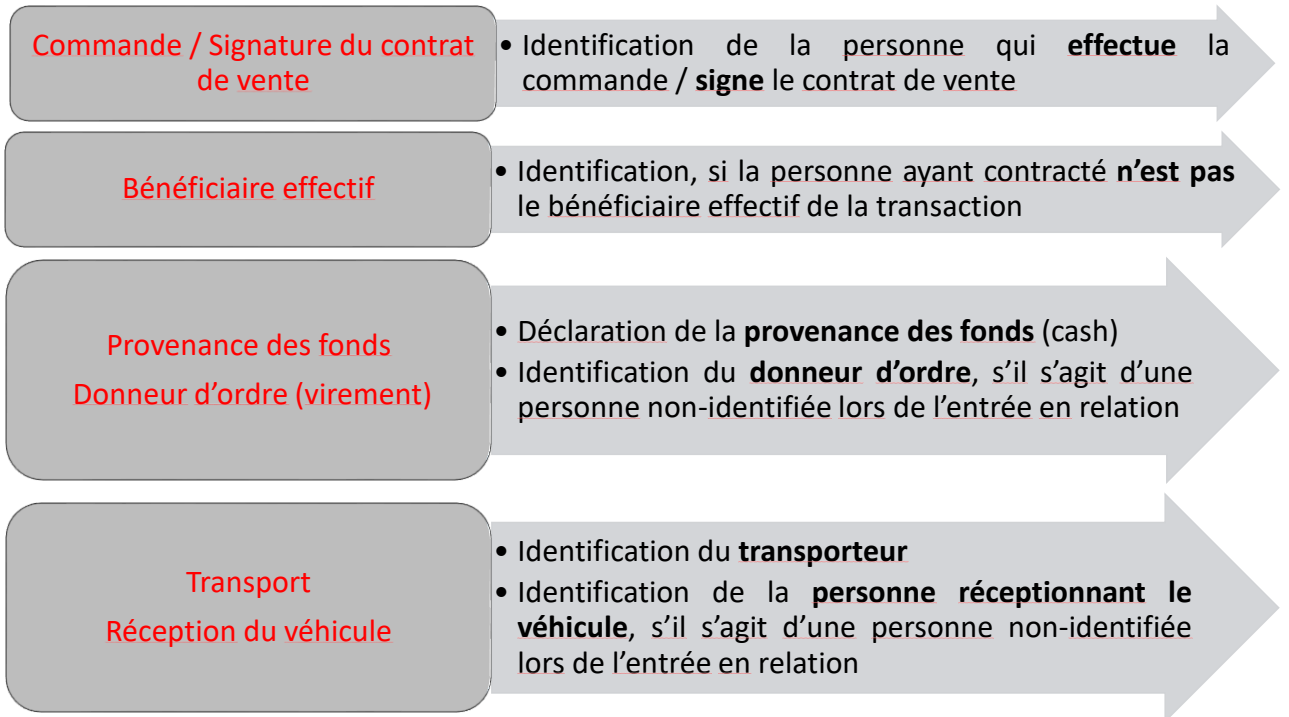 Commande / Signature du contrat
de vente
• Identification de la personne qui effectue la
commande / signe le contrat de vente
Bénéficiaire effectif
• Identification, si la personne ayant contracté n’est pas
le bénéficiaire effectif de la transaction
Provenance des fonds
Donneur d’ordre (virement)
• Déclaration de la provenance des fonds (cash)
• Identification du donneur d’ordre, s’il s’agit d’une
personne non-identifiée lors de l’entrée en relation
Transport
Réception du véhicule
• Identification du transporteur
• Identification de la personne réceptionnant le
véhicule, s’il s’agit d’une personne non-identifiée
lors de l’entrée en relation